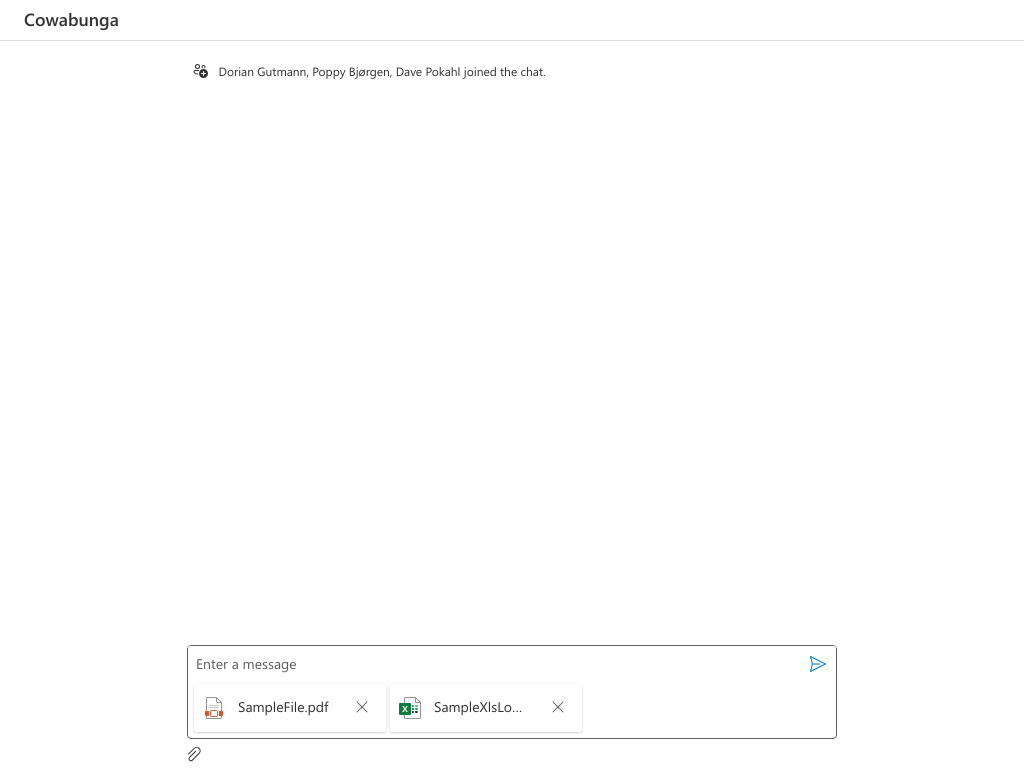 Cowabunga
Dorian Gutmann, Poppy Bjørgen, Dave Pokahl joined the chat.
Enter a message
SampleFile.pdf
SampleXlsLo...